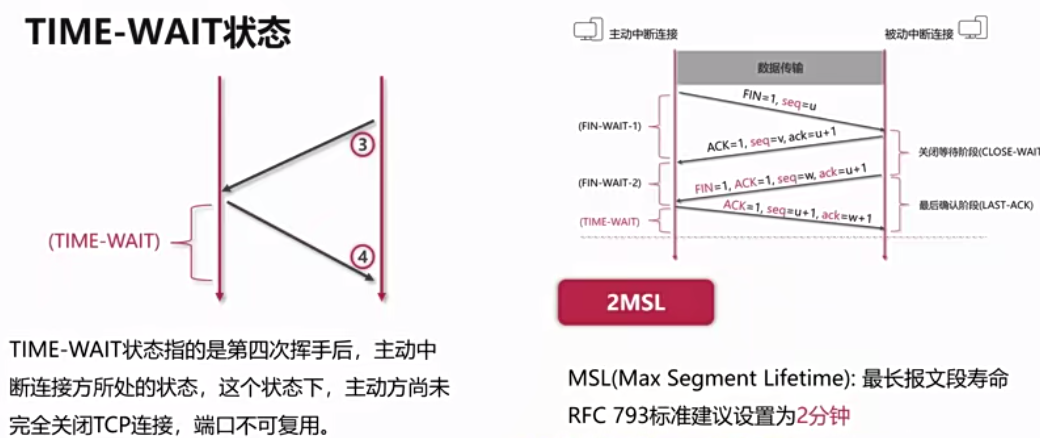 TIME-WAIT状态
③
(TIME-WAIT)
④
TIME-WAIT状态指的是第四次挥手后，主动中
断连接方所处的状态，这个状态下，主动方尚未
完全关闭TCP连接，端口不可复用。
主动中断连接
被动中断连接
数据传输
FIN=1, seq=u
(FIN-WAIT-1)
ACK=1, seq=v, ack=u+1
关闭等待阶段(CLOSE-WAIT
(FIN-WAIT-2)
FIN=1, ACK=1, seq=w, ack=u+1
最后确认阶段(LAST-ACK)
ACK=1, seq=u+1, ack=w+1
(TIME-WAIT)
2MSL
MSL(Max Segment Lifetime): 最长报文段寿命
RFC 793标准建议设置为2分钟